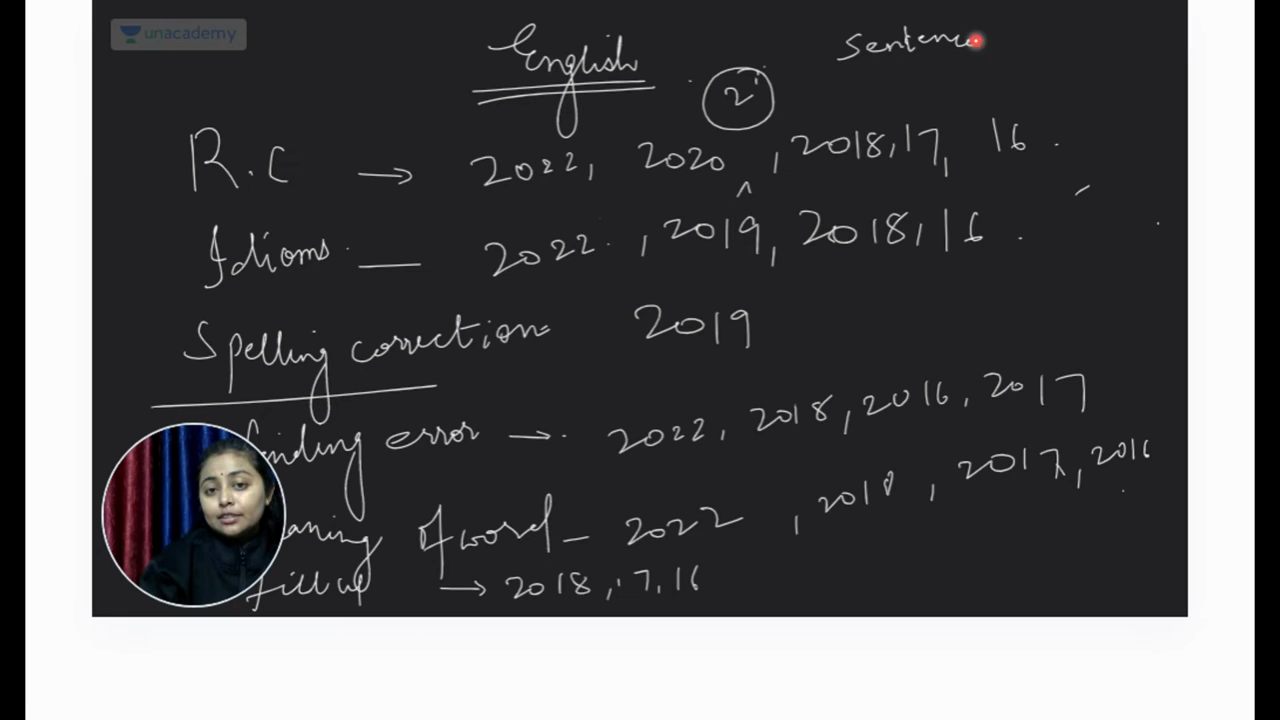 unacademy
English
Sentence
2
R.C → 2022, 2020, 2018,17, 16.
Idioms — 2022, 2019, 2018,16.
Spelling correction 2019
finding error → 2022, 2018, 2016, 2017
aning of word – 2022, 2018, 2017, 2016
fill up → 2018, 17, 16